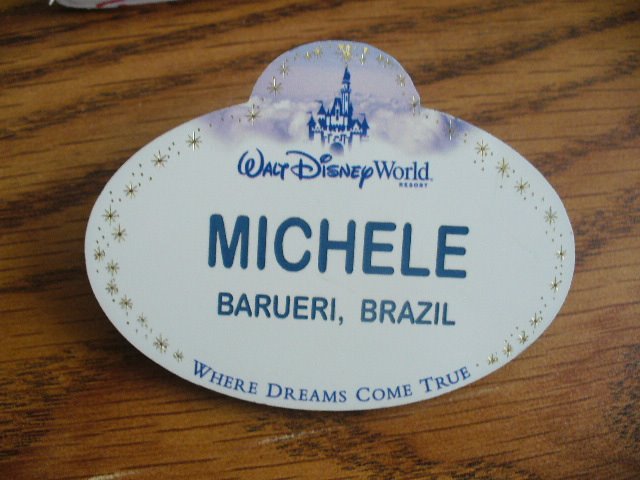 WALT DISNEY World
RESORT
MICHELE
BARUERI, BRAZIL
WHERE DREAMS COME TRUE